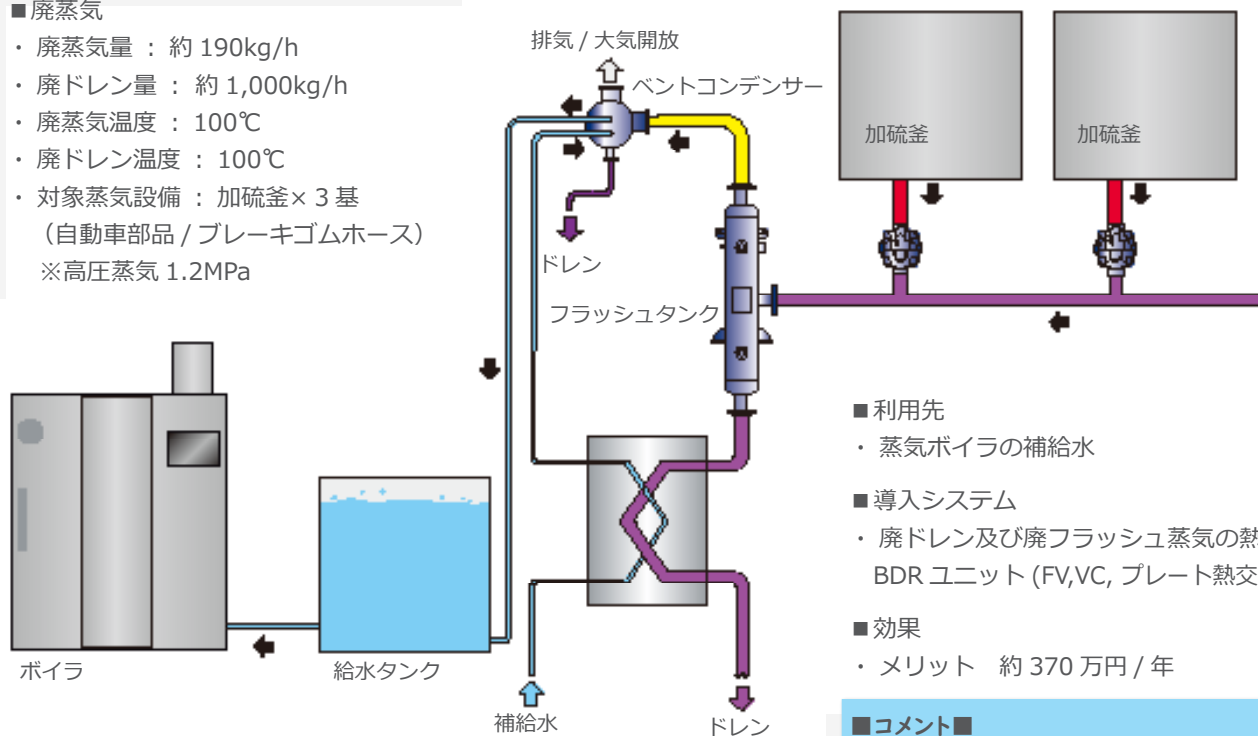 ■廃蒸気
・ 廃蒸気量 ： 約 190kg/h
・ 廃ドレン量 ： 約 1,000kg/h
・ 廃蒸気温度 ： 100℃
・ 廃ドレン温度 ： 100℃
・ 対象蒸気設備 ： 加硫釜× 3 基
（自動車部品 / ブレーキゴムホース）
※高圧蒸気 1.2MPa
排気 / 大気開放
ベントコンデンサー
加硫釜
加硫釜
ドレン
フラッシュタンク
ボイラ
給水タンク
補給水
ドレン
■利用先
・ 蒸気ボイラの補給水
■導入システム
・ 廃ドレン及び廃フラッシュ蒸気の熱
BDR ユニット (FV,VC, プレート熱交
■効果
・ メリット　約 370 万円 / 年
■コメント■